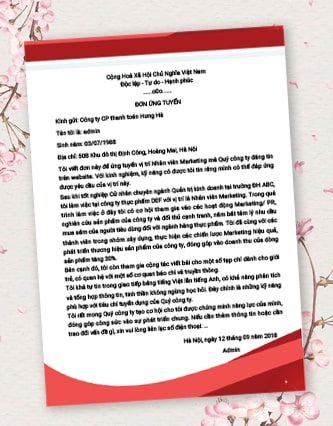 Cộng Hoà Xã Hội Chủ Nghĩa Việt Nam
Độc lập - Tự do - Hạnh phúc
......oOo......
ĐƠN ỨNG TUYỂN
Kính gửi: Công ty CP thanh toán Hưng Hà
Tên tôi là: admin
Sinh năm: 03/07/1988
Địa chỉ: 50B Khu đô thị Định Công, Hoàng Mai, Hà Nội
Tôi viết đơn này để ứng tuyển vị trí Nhân viên Marketing mà Quý công ty đăng tin
trên website. Với kinh nghiệm, kỹ năng có được tôi tin rằng mình có thể đáp ứng
được yêu cầu của vị trí này.
Sau khi tốt nghiệp Cử nhân chuyên ngành Quản trị kinh doanh tại trường ĐH ABC,
tôi làm việc tại công ty thực phẩm DEF với vị trí là Nhân viên Marketing. Trong quá
trình làm việc ở đây tôi có cơ hội tham gia vào các hoạt động Marketing/ PR,
nghiên cứu sản phẩm của công ty và đối thủ cạnh tranh, nắm bắt tâm lý nhu cầu
mua sắm của người tiêu dùng đối với ngành hàng thực phẩm. Tôi đã cùng với các
thành viên trong nhóm xây dựng, thực hiện các chiến lược Marketing hiệu quả,
phát triển thương hiệu sản phẩm của công ty, đóng góp vào doanh thu của dòng
sản phẩm tăng 30%.
Bên cạnh đó, tôi còn tham gia cộng tác viết bài cho một số tạp chí dành cho giới
trẻ, có quan hệ với một số cơ quan báo chí và truyền thông.
Tôi khá tự tin trong giao tiếp bằng tiếng Việt lẫn tiếng Anh, có khả năng phân tích
và tổng hợp thông tin, tinh thần không ngừng học hỏi. Đây chính là những kỹ năng
phù hợp với tiêu chí tuyển dụng của Quý công ty.
Tôi rất mong Quý công ty tạo cơ hội cho tôi được chứng minh năng lực của mình,
đóng góp công sức vào sự phát triển chung. Nếu cần thêm thông tin hoặc cần
trao đổi vấn đề gì, xin vui lòng liên lạc số điện thoại: ...
Hà Nội, ngày 12 tháng 09 năm 2018
Admin